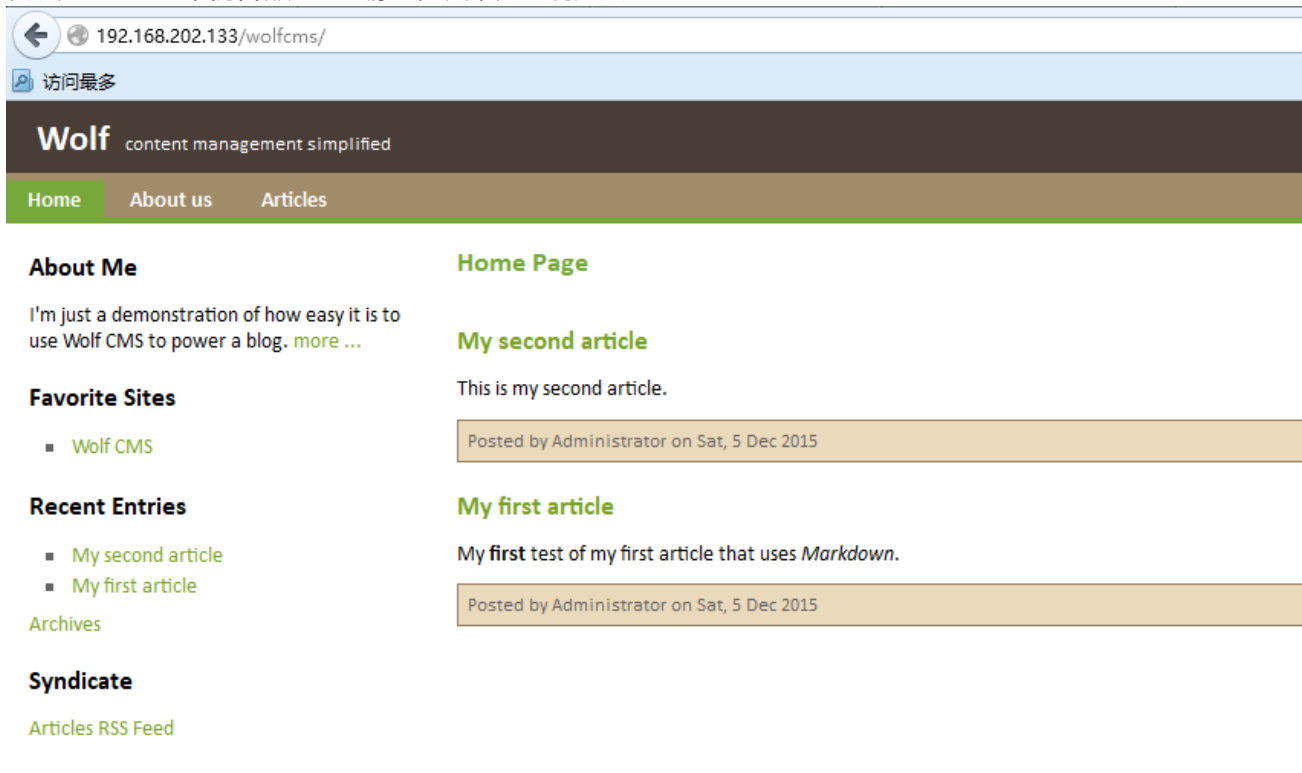 192.168.202.133/wolfcms/
访问最多
Wolf content management simplified
Home About us Articles
About Me
I'm just a demonstration of how easy it is to
use Wolf CMS to power a blog. more ...
Favorite Sites
Wolf CMS
Recent Entries
My second article
My first article
Archives
Syndicate
Articles RSS Feed
Home Page
My second article
This is my second article.
Posted by Administrator on Sat, 5 Dec 2015
My first article
My first test of my first article that uses Markdown.
Posted by Administrator on Sat, 5 Dec 2015